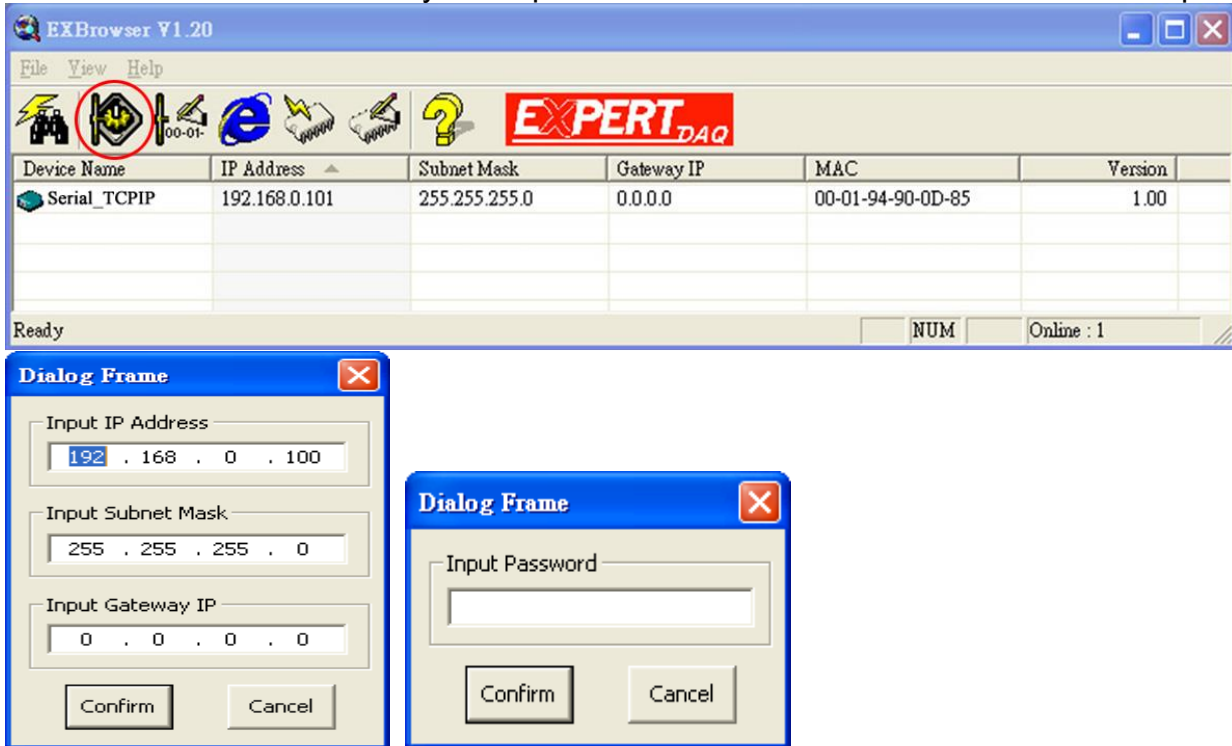 EXBrowser V1.20
File View Help
00-01-
EXPERT DAQ
Device Name IP Address Subnet Mask Gateway IP MAC Version
Serial_TCPIP 192.168.0.101 255.255.255.0 0.0.0.0 00-01-94-90-0D-85 1.00
Ready NUM Online : 1
Dialog Frame
Input IP Address
192 . 168 . 0 . 100
Input Subnet Mask
255 . 255 . 255 . 0
Input Gateway IP
0 . 0 . 0 . 0
Confirm Cancel
Dialog Frame
Input Password
Confirm Cancel